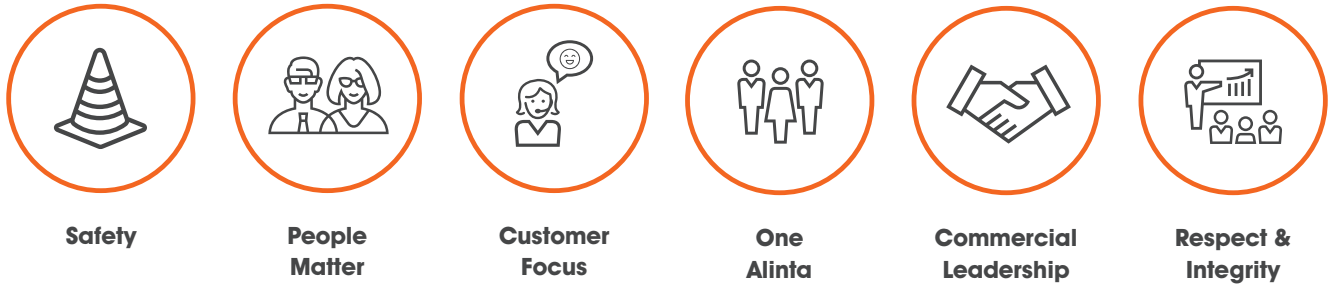 Safety
People
Matter
Customer
Focus
One
Alinta
Commercial
Leadership
Respect &
Integrity